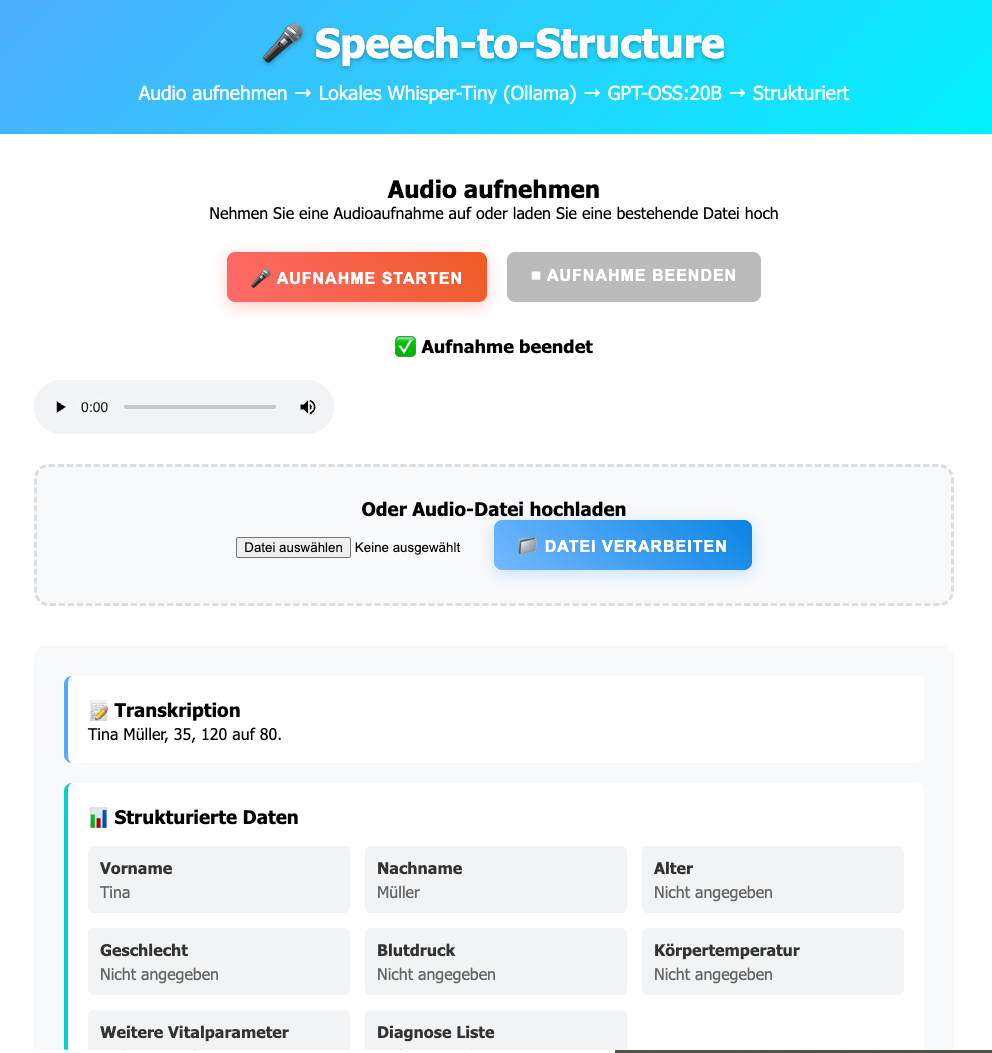 🎤 Speech-to-Structure
Audio aufnehmen → Lokales Whisper-Tiny (Ollama) → GPT-OSS:20B → Strukturiert
Audio aufnehmen
Nehmen Sie eine Audioaufnahme auf oder laden Sie eine bestehende Datei hoch
🎤 AUFNAHME STARTEN
⏹ AUFNAHME BEENDEN
✅ Aufnahme beendet
0:00
Oder Audio-Datei hochladen
Datei auswählen Keine ausgewählt
📁 DATEI VERARBEITEN
📝 Transkription
Tina Müller, 35, 120 auf 80.
📊 Strukturierte Daten
Vorname
Tina
Nachname
Müller
Alter
Nicht angegeben
Geschlecht
Nicht angegeben
Blutdruck
Nicht angegeben
Körpertemperatur
Nicht angegeben
Weitere Vitalparameter
Diagnose Liste